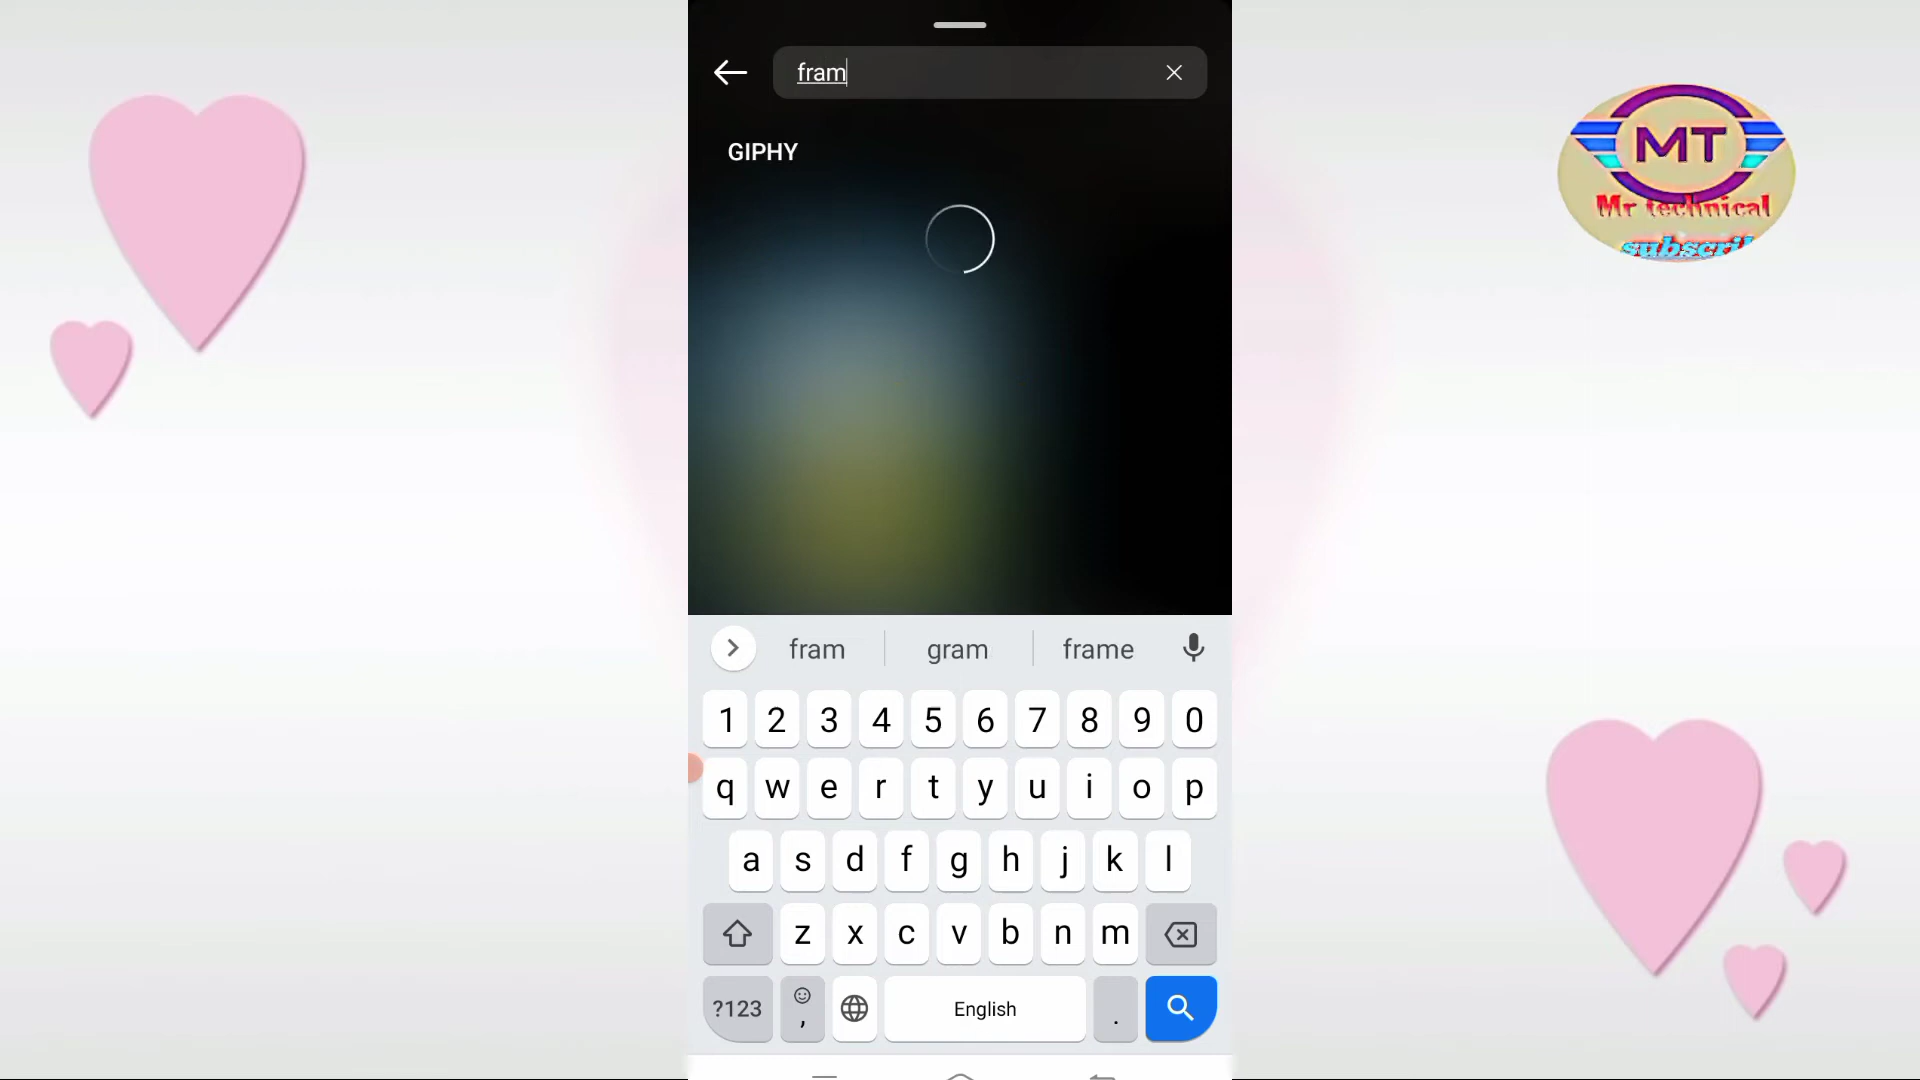 fram
GIPHY
MT
Mr technical
subscri
fram gram frame
1 2 3 4 5 6 7 8 9 0
q w e r t y u i o p
a s d f g h j k l
z x c v b n m
?123 , English .